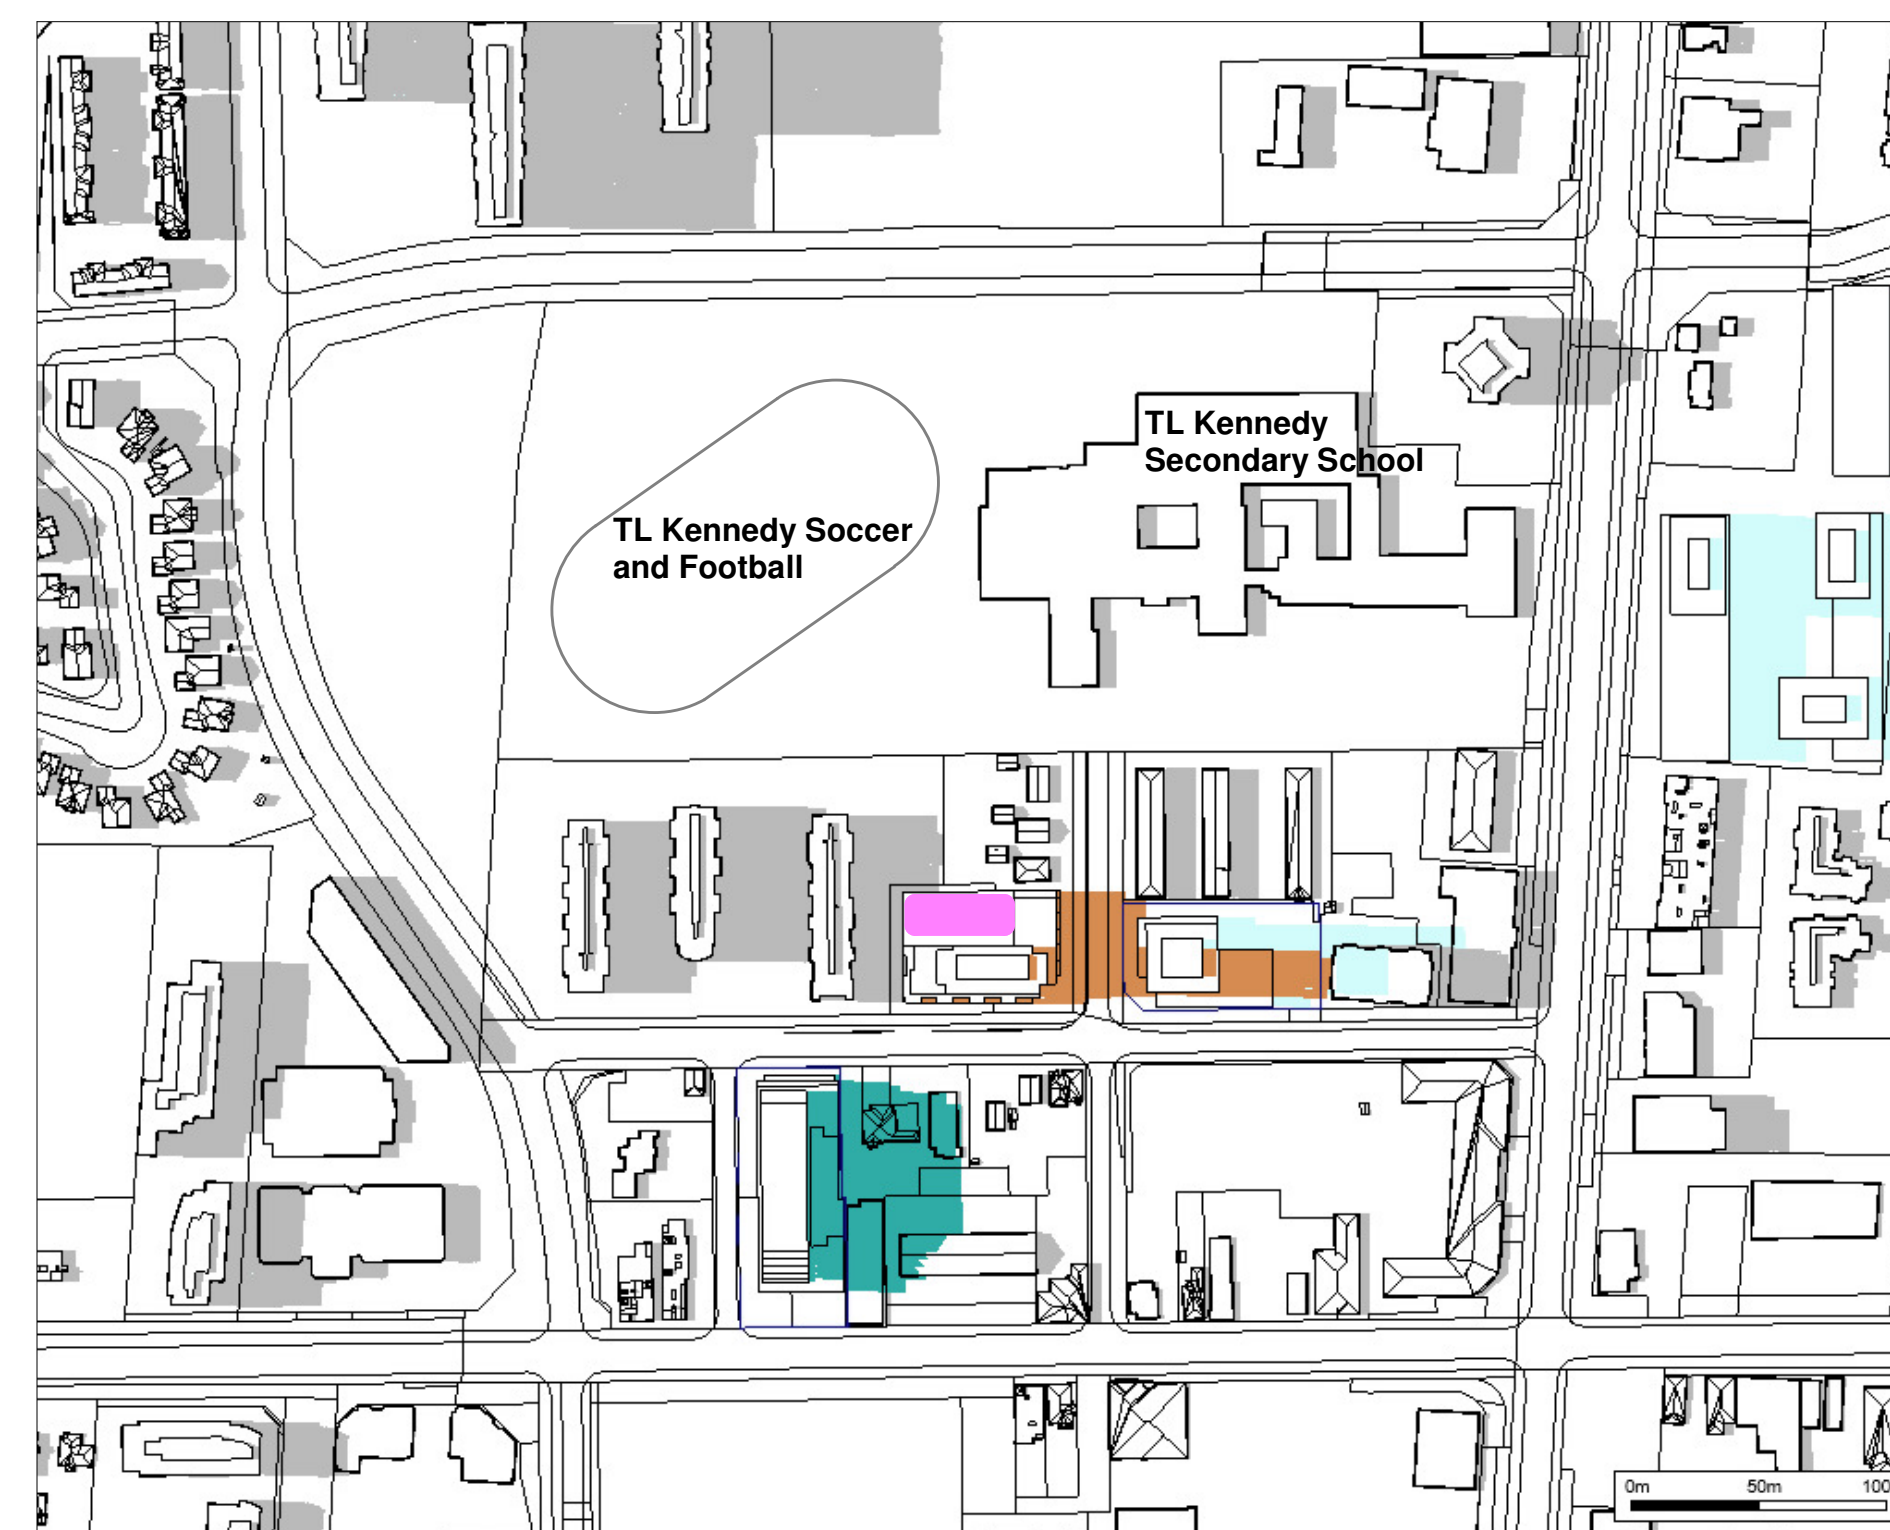 TL Kennedy
Secondary School
TL Kennedy Soccer
and Football
0m 50m 100